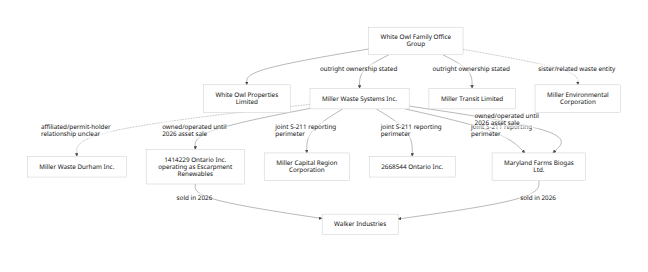 White Owl Family Office
Group
outright ownership stated
outright ownership stated
sister/related waste entity
White Owl Properties
Limited
Miller Waste Systems Inc.
Miller Transit Limited
Miller Environmental
Corporation
affiliated/permit-holder
relationship unclear
owned/operated until
2026 asset sale
joint S-211 reporting
perimeter
joint S-211 reporting
perimeter
joint S-211 reporting
perimeter
owned/operated until
2026 asset sale
Miller Waste Durham Inc.
1414229 Ontario Inc.
operating as Escarpment
Renewables
Miller Capital Region
Corporation
2668544 Ontario Inc.
Maryland Farms Biogas
Ltd.
sold in 2026
sold in 2026
Walker Industries